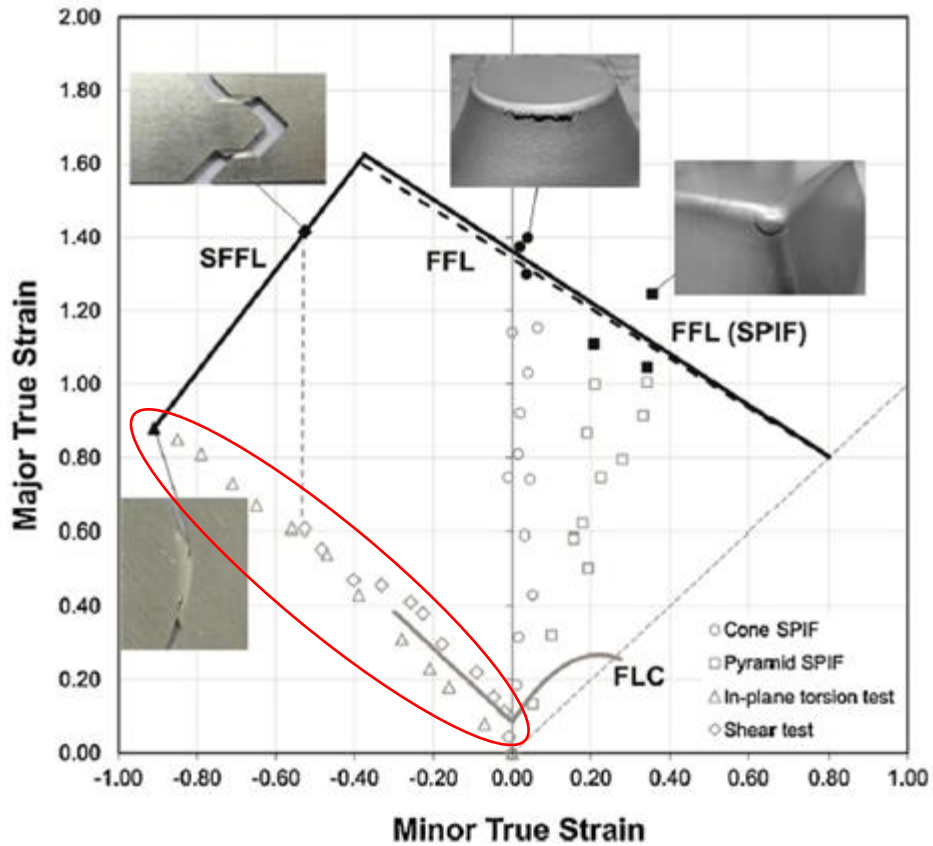 2.00
1.80
1.60
1.40
1.20
1.00
0.80
0.60
0.40
0.20
0.00
Major True Strain
SFFL
FFL
FFL (SPIF)
FLC
Cone SPIF
Pyramid SPIF
In-plane torsion test
Shear test
-1.00 -0.80 -0.60 -0.40 -0.20 0.00 0.20 0.40 0.60 0.80 1.00
Minor True Strain